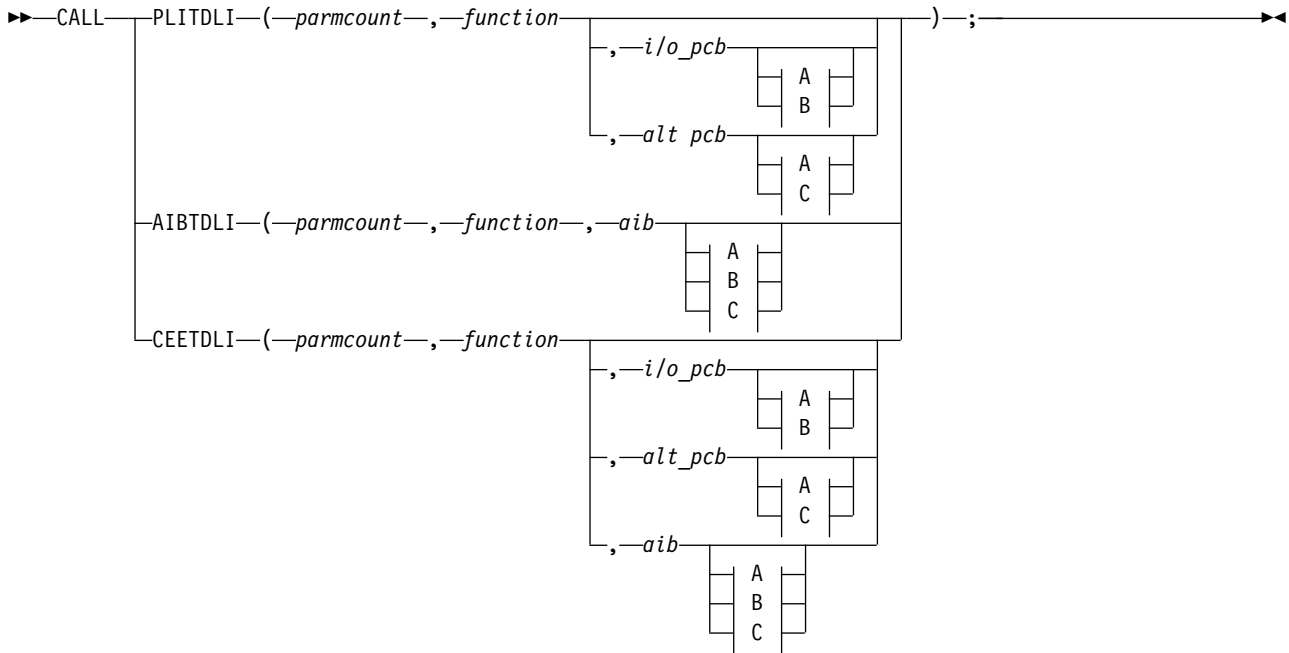 CALL PLITDLI ( parmcount , function ) ;
, i/o_pcb
A
B
, alt pcb
A
C
AIBTDLI ( parmcount , function , aib
A
B
C
CEETDLI ( parmcount , function
, i/o_pcb
A
B
, alt_pcb
A
C
, aib
A
B
C